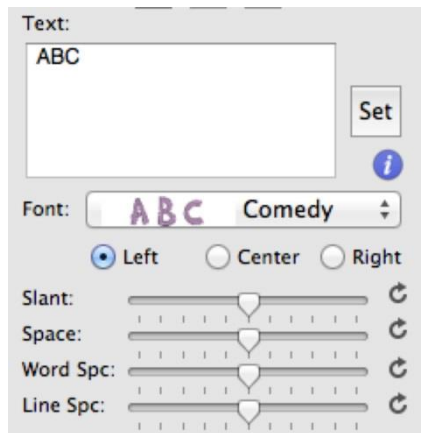 Text:
ABC
Set
i
Font: ABC Comedy
Left Center Right
Slant:
Space:
Word Spc:
Line Spc: